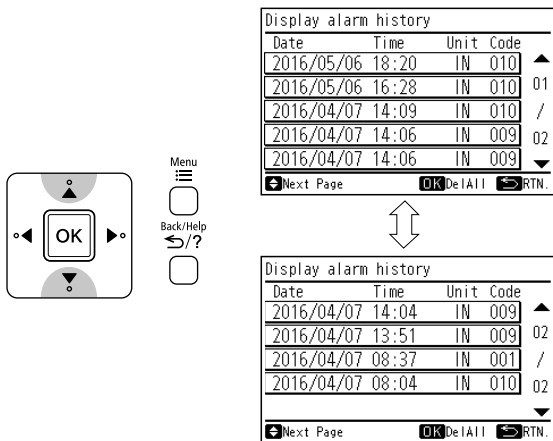 Display alarm history
Date Time Unit Code
2016/05/06 18:20 IN 010
2016/05/06 16:28 IN 010
2016/04/07 14:09 IN 010
2016/04/07 14:06 IN 009
2016/04/07 14:06 IN 009
01
/
02
Next Page OK DelAll RTN.
Menu
OK
Back/Help
/?
Display alarm history
Date Time Unit Code
2016/04/07 14:04 IN 009
2016/04/07 13:51 IN 009
2016/04/07 08:37 IN 001
2016/04/07 08:04 IN 010
02
/
02
Next Page OK DelAll RTN.